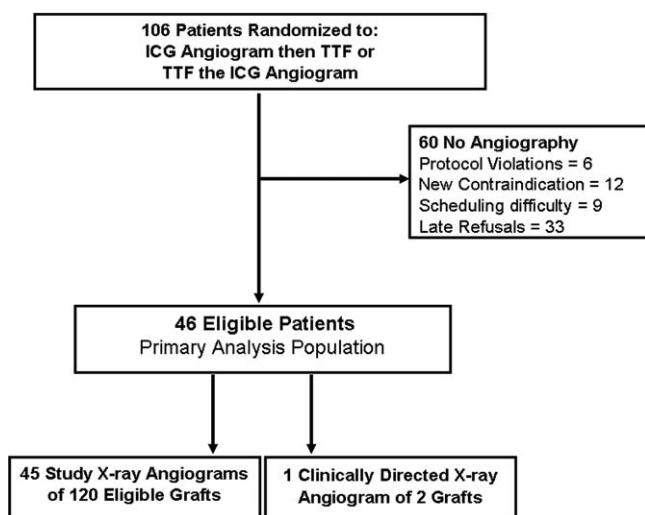 106 Patients Randomized to:
ICG Angiogram then TTF or
TTF the ICG Angiogram
60 No Angiography
Protocol Violations = 6
New Contraindication = 12
Scheduling difficulty = 9
Late Refusals = 33
46 Eligible Patients
Primary Analysis Population
45 Study X-ray Angiograms
of 120 Eligible Grafts
1 Clinically Directed X-ray
Angiogram of 2 Grafts